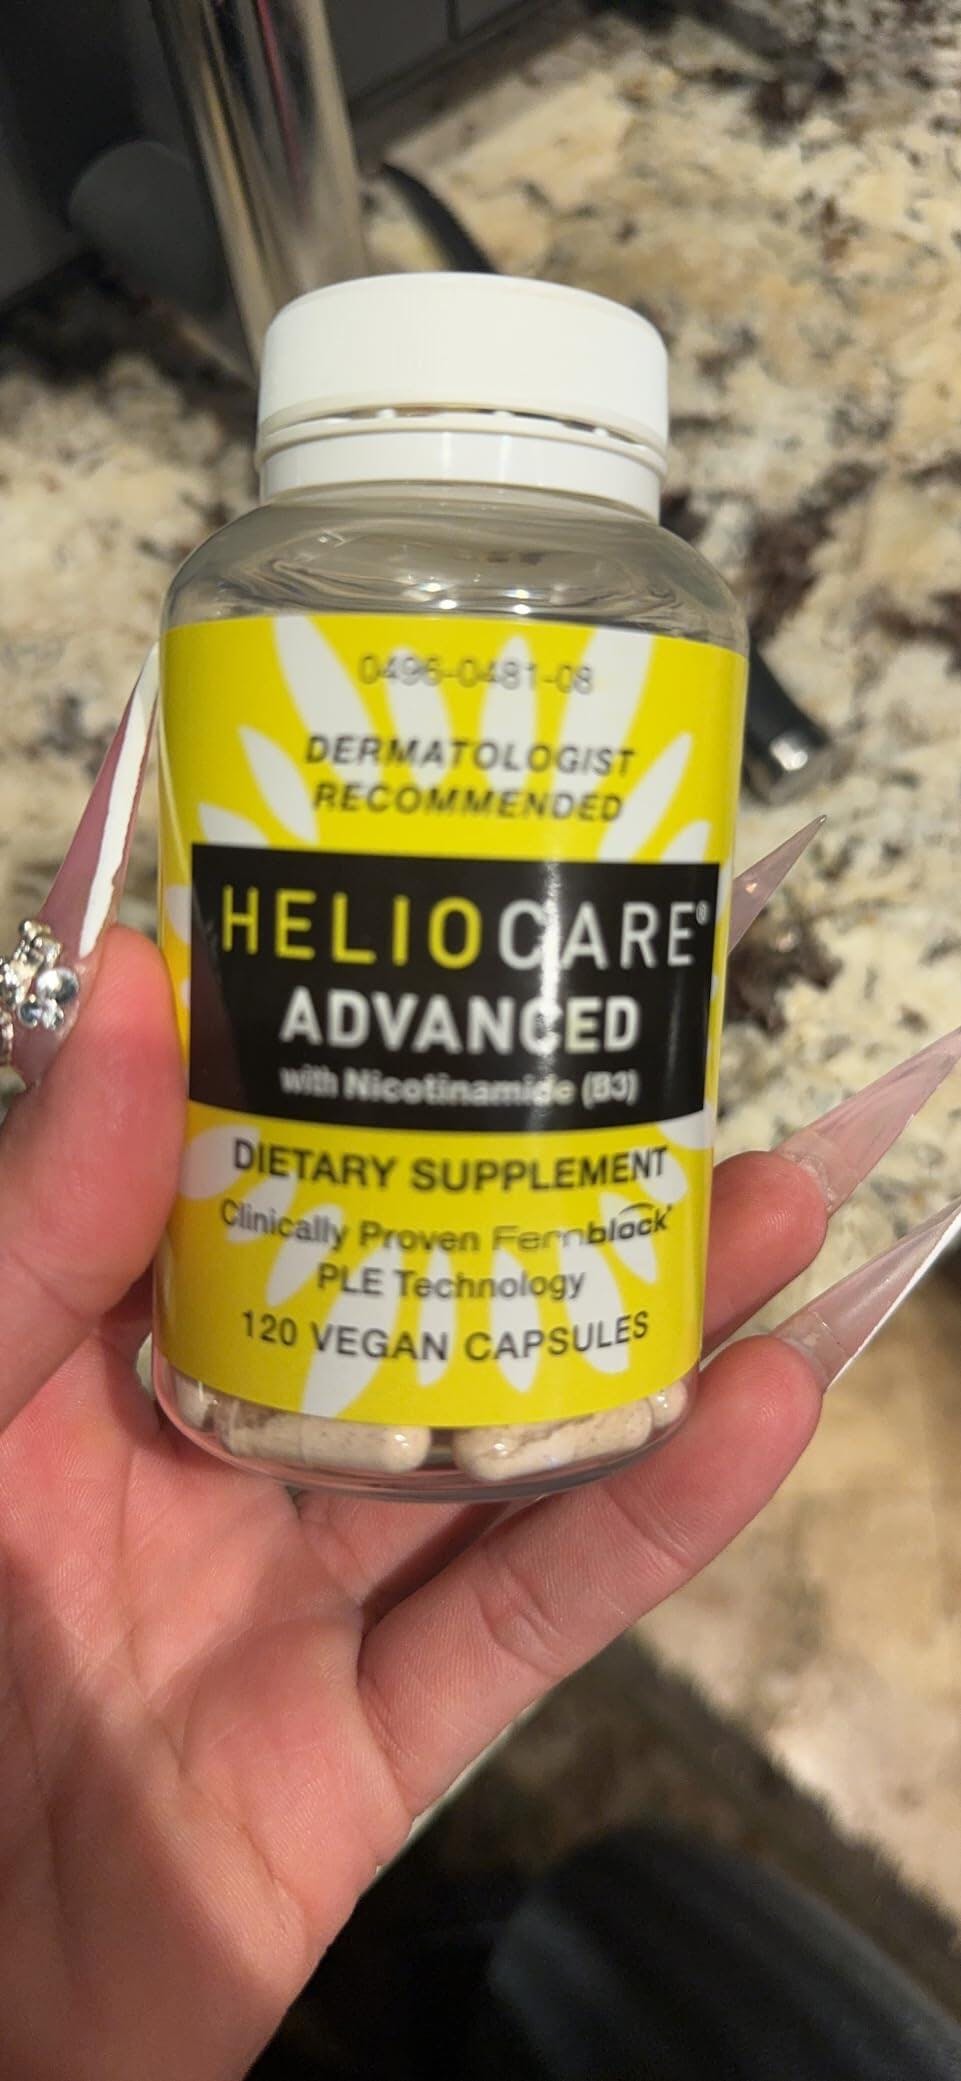 0496-0481-08
DERMATOLOGIST
RECOMMENDED
HELIOCARE®
ADVANCED
with Nicotinamide (B3)
DIETARY SUPPLEMENT
Clinically Proven Fernblock®
PLE Technology
120 VEGAN CAPSULES